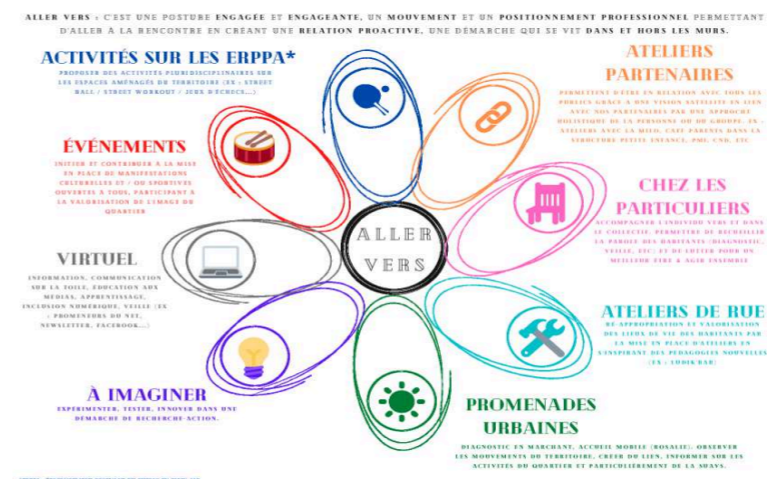 ALLER VERS : C'EST UNE POSTURE ENGAGÉE ET ENGAGEANTE, UN MOUVEMENT ET UN POSITIONNEMENT PROFESSIONNEL PERMETTANT
D'ALLER À LA RENCONTRE EN CRÉANT UNE RELATION PROACTIVE, UNE DÉMARCHE QUI SE VIT DANS ET HORS LES MURS.
ACTIVITÉS SUR LES ERPPA*
PROPOSER DES ACTIVITÉS PLURIDISCIPLINAIRES SUR
LES ESPACES AMÉNAGÉS DU TERRITOIRE (EX : STREET
BALL / STREET WORKOUT / JEUX D'ÉCHECS...)
ATELIERS
PARTENAIRES
PERMETTENT D'ÊTRE EN RELATION AVEC TOUS LES
PUBLICS GRÂCE A UNE VISION SATELLITE EN LIEN
AVEC NOS PARTENAIRES PAR UNE APPROCHE
HOLISTIQUE DE LA PERSONNE OU DU GROUPE. EX :
ATELIERS AVEC LA MILO, CAFE PARENTS DANS LA
STRUCTURE PETITE ENFANCE, PMI, CND, ETC
ÉVÉNEMENTS
INITIER ET CONTRIBUER À LA MISE
EN PLACE DE MANIFESTATIONS
CULTURELLES ET / OU SPORTIVES
OUVERTES À TOUS, PARTICIPANT À
LA VALORISATION DE L'IMAGE DU
QUARTIER
CHEZ LES
PARTICULIERS
ACCOMPAGNER L'INDIVIDU VERS ET DANS
LE COLLECTIF, PERMETTRE DE RECUEILLIR
LA PAROLE DES HABITANTS (DIAGNOSTIC,
VEILLE, ETC) ET DE LUTTER POUR UN
MEILLEUR ÊTRE & AGIR ENSEMBLE
ALLER
VERS
VIRTUEL
INFORMATION, COMMUNICATION
SUR LA TOILE, ÉDUCATION AUX
MEDIAS, APPRENTISSAGE,
INCLUSION NUMÉRIQUE, VEILLE (EX
: PROMENEURS DU NET,
NEWSLETTER, FACEBOOK...)
ATELIERS DE RUE
RÉ-APPROPRIATION ET VALORISATION
DES LIEUX DE VIE DES HABITANTS PAR
LA MISE EN PLACE D'ATELIERS EN
S'INSPIRANT DES PEDAGOGIES NOUVELLES
(EX : LUDIK'BAR)
À IMAGINER
EXPÉRIMENTER, TESTER, INNOVER DANS UNE
DÉMARCHE DE RECHERCHE ACTION.
PROMENADES
URBAINES
DIAGNOSTIC EN MARCHANT, ACCUEIL MOBILE (ROSALIE), OBSERVER
LES MOUVEMENTS DU TERRITOIRE, CRÉER DU LIEN, INFORMER SUR LES
ACTIVITÉS DU QUARTIER ET PARTICULIÈREMENT DE LA